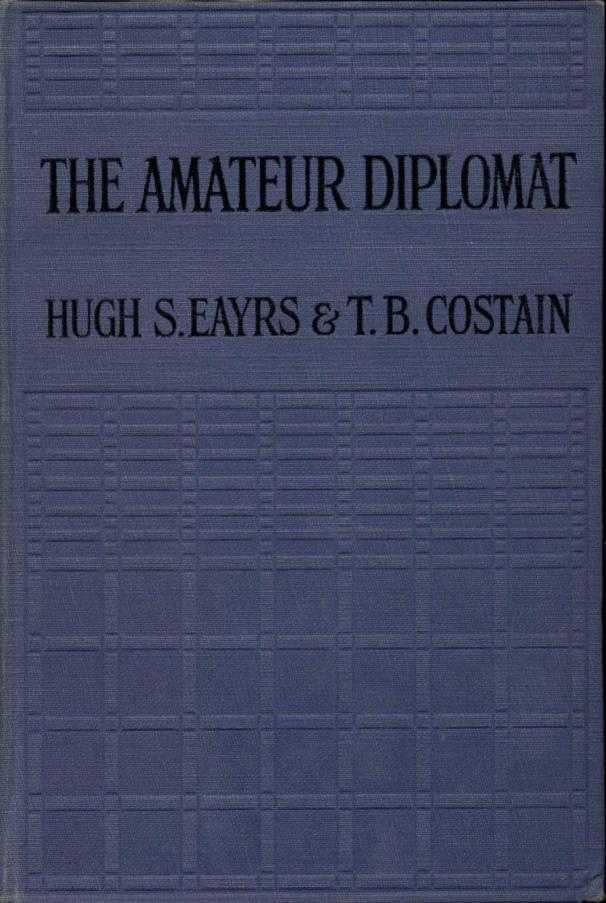 THE AMATEUR DIPLOMAT
HUGH S. EAYRS & T. B. COSTAIN